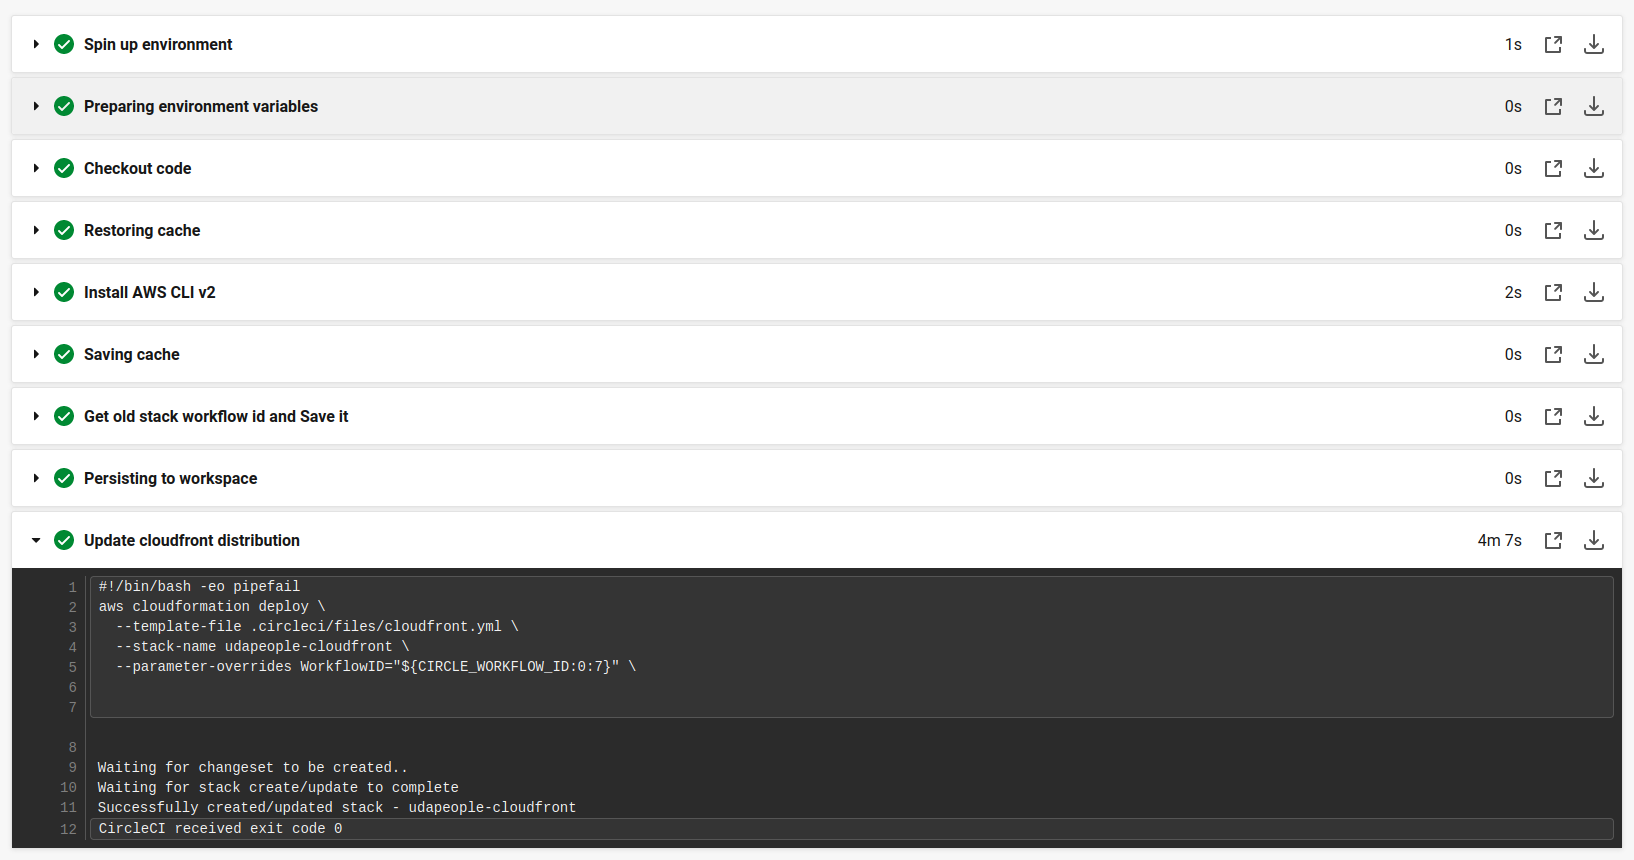 Spin up environment 1s
Preparing environment variables 0s
Checkout code 0s
Restoring cache 0s
Install AWS CLI v2 2s
Saving cache 0s
Get old stack workflow id and Save it 0s
Persisting to workspace 0s
Update cloudfront distribution 4m 7s
1 #!/bin/bash -eo pipefail
2 aws cloudformation deploy \
3   --template-file .circleci/files/cloudfront.yml \
4   --stack-name udapeople-cloudfront \
5   --parameter-overrides WorkflowID="${CIRCLE_WORKFLOW_ID:0:7}" \
6
7
8
9 Waiting for changeset to be created..
10 Waiting for stack create/update to complete
11 Successfully created/updated stack - udapeople-cloudfront
12 CircleCI received exit code 0